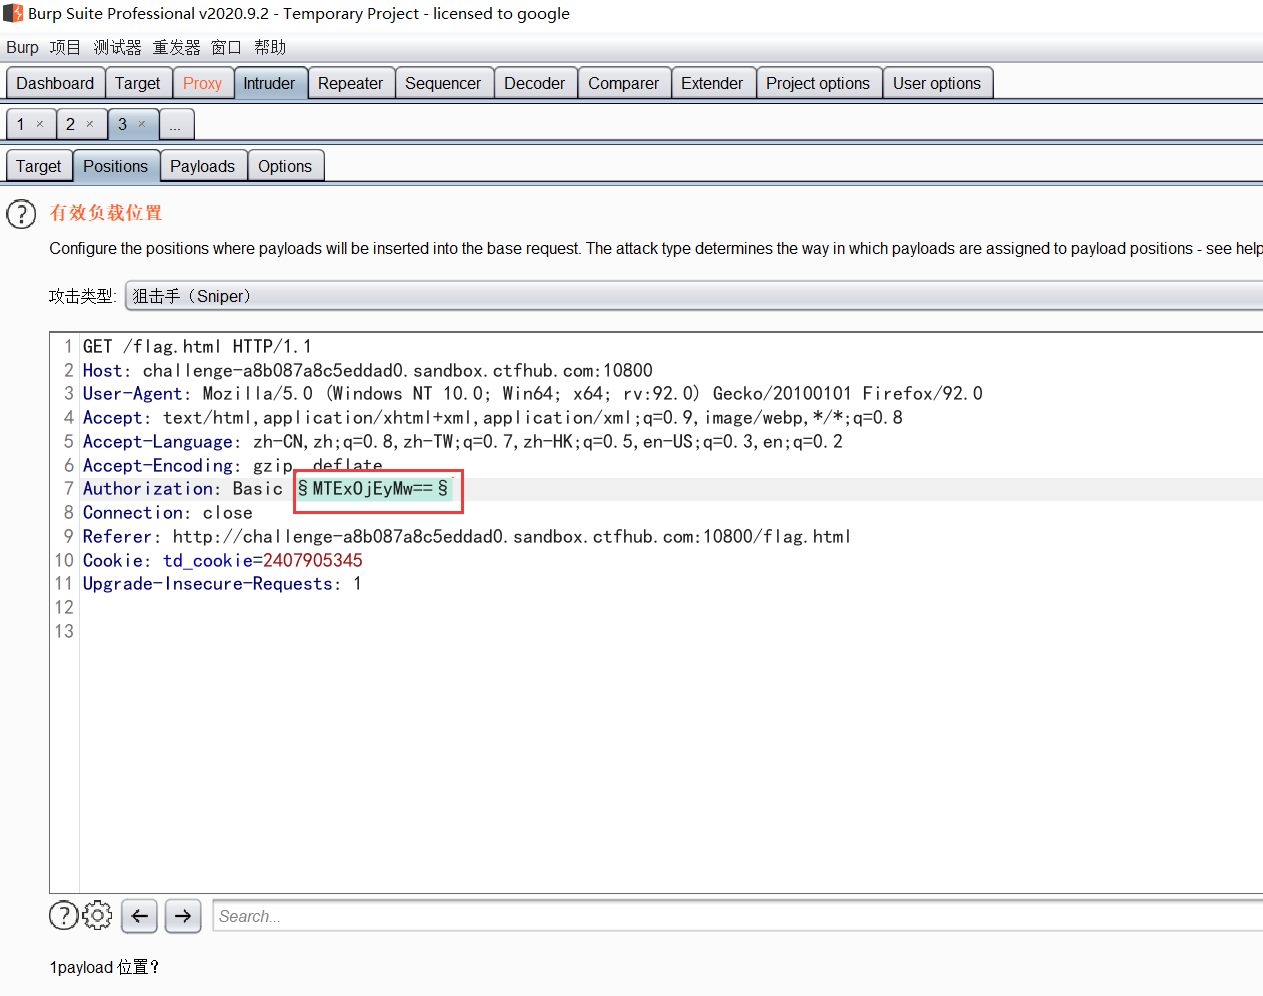 Burp Suite Professional v2020.9.2 - Temporary Project - licensed to google
Burp 项目 测试器 重发器 窗口 帮助
Dashboard Target Proxy Intruder Repeater Sequencer Decoder Comparer Extender Project options User options
1 × 2 × 3 × ...
Target Positions Payloads Options
? 有效负载位置
Configure the positions where payloads will be inserted into the base request. The attack type determines the way in which payloads are assigned to payload positions - see help
攻击类型: 狙击手（Sniper）
1 GET /flag.html HTTP/1.1
2 Host: challenge-a8b087a8c5eddad0.sandbox.ctfhub.com:10800
3 User-Agent: Mozilla/5.0 (Windows NT 10.0; Win64; x64; rv:92.0) Gecko/20100101 Firefox/92.0
4 Accept: text/html,application/xhtml+xml,application/xml;q=0.9,image/webp,*/*;q=0.8
5 Accept-Language: zh-CN,zh;q=0.8,zh-TW;q=0.7,zh-HK;q=0.5,en-US;q=0.3,en;q=0.2
6 Accept-Encoding: gzip, deflate
7 Authorization: Basic §MTExOjEyMw==§
8 Connection: close
9 Referer: http://challenge-a8b087a8c5eddad0.sandbox.ctfhub.com:10800/flag.html
10 Cookie: td_cookie=2407905345
11 Upgrade-Insecure-Requests: 1
12
13
? Search...
1payload 位置?